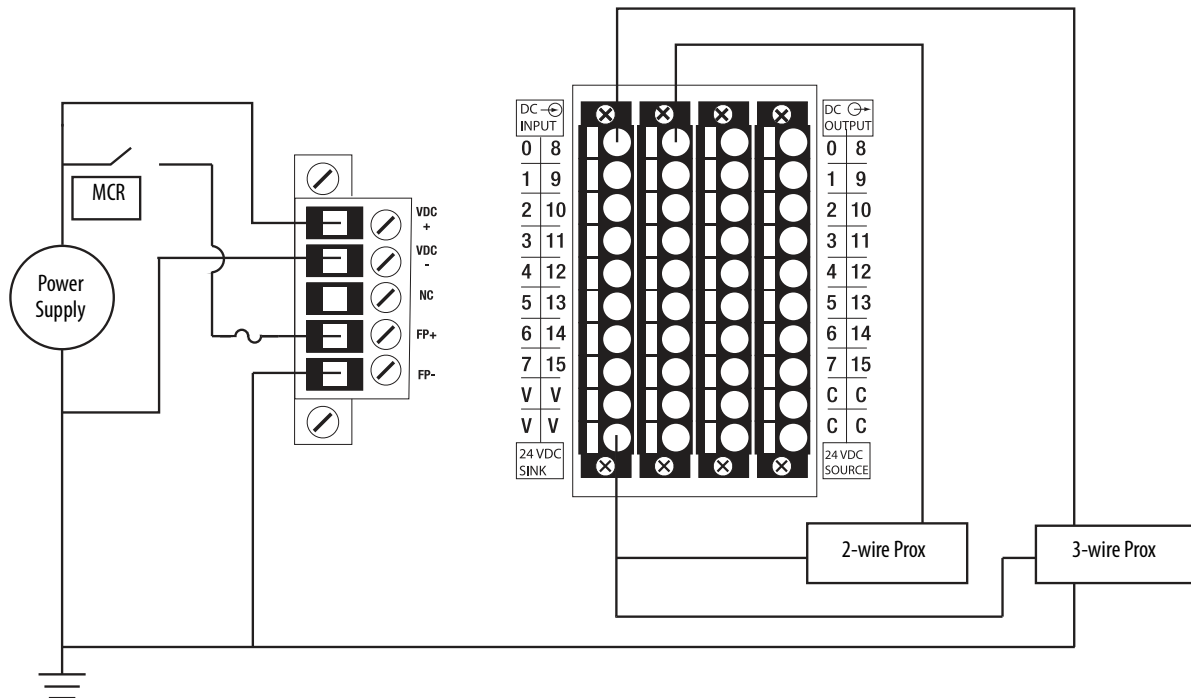 MCR
Power
Supply
VDC
+
VDC
-
NC
FP+
FP-
DC
INPUT
0 8
1 9
2 10
3 11
4 12
5 13
6 14
7 15
V V
V V
24 VDC
SINK
DC
OUTPUT
0 8
1 9
2 10
3 11
4 12
5 13
6 14
7 15
C C
C C
24 VDC
SOURCE
2-wire Prox
3-wire Prox